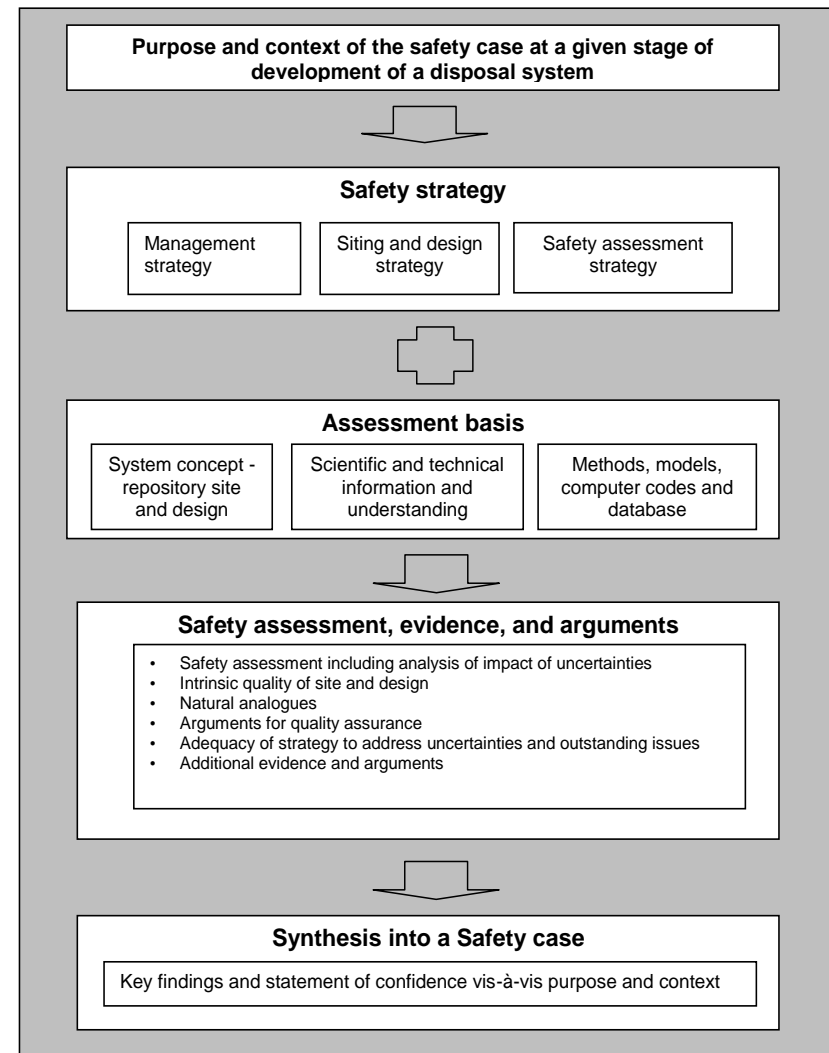 Purpose and context of the safety case at a given stage of
development of a disposal system
Safety strategy
Management
strategy
Siting and design
strategy
Safety assessment
strategy
Assessment basis
System concept -
repository site
and design
Scientific and technical
information and
understanding
Methods, models,
computer codes and
database
Safety assessment, evidence, and arguments
• Safety assessment including analysis of impact of uncertainties
• Intrinsic quality of site and design
• Natural analogues
• Arguments for quality assurance
• Adequacy of strategy to address uncertainties and outstanding issues
• Additional evidence and arguments
Synthesis into a Safety case
Key findings and statement of confidence vis-à-vis purpose and context